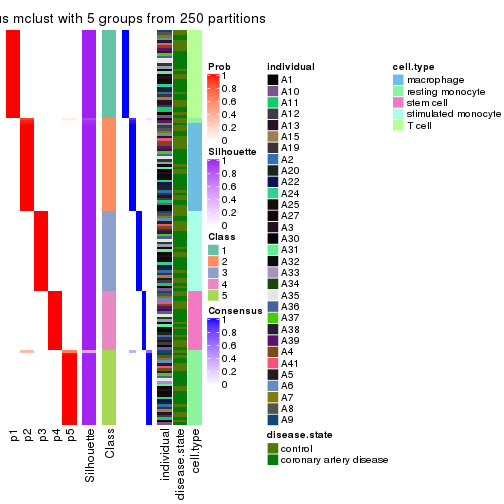 us mclust with 5 groups from 250 partitions
p1
p2
p3
p4
p5
Silhouette
Class
individual
disease.state
cell.type
Prob
1
0.8
0.6
0.4
0.2
0
Silhouette
1
0.8
0.6
0.4
0.2
0
Class
1
2
3
4
5
Consensus
1
0.8
0.6
0.4
0.2
0
individual
A1
A10
A11
A12
A13
A15
A19
A2
A20
A22
A24
A25
A27
A3
A30
A31
A32
A33
A34
A35
A36
A37
A38
A39
A4
A41
A5
A6
A7
A8
A9
disease.state
control
coronary artery disease
cell.type
macrophage
resting monocyte
stem cell
stimulated monocyte
T cell